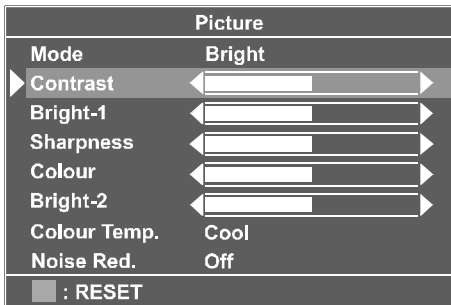 Picture
Mode Bright
Contrast
Bright-1
Sharpness
Colour
Bright-2
Colour Temp. Cool
Noise Red. Off
: RESET